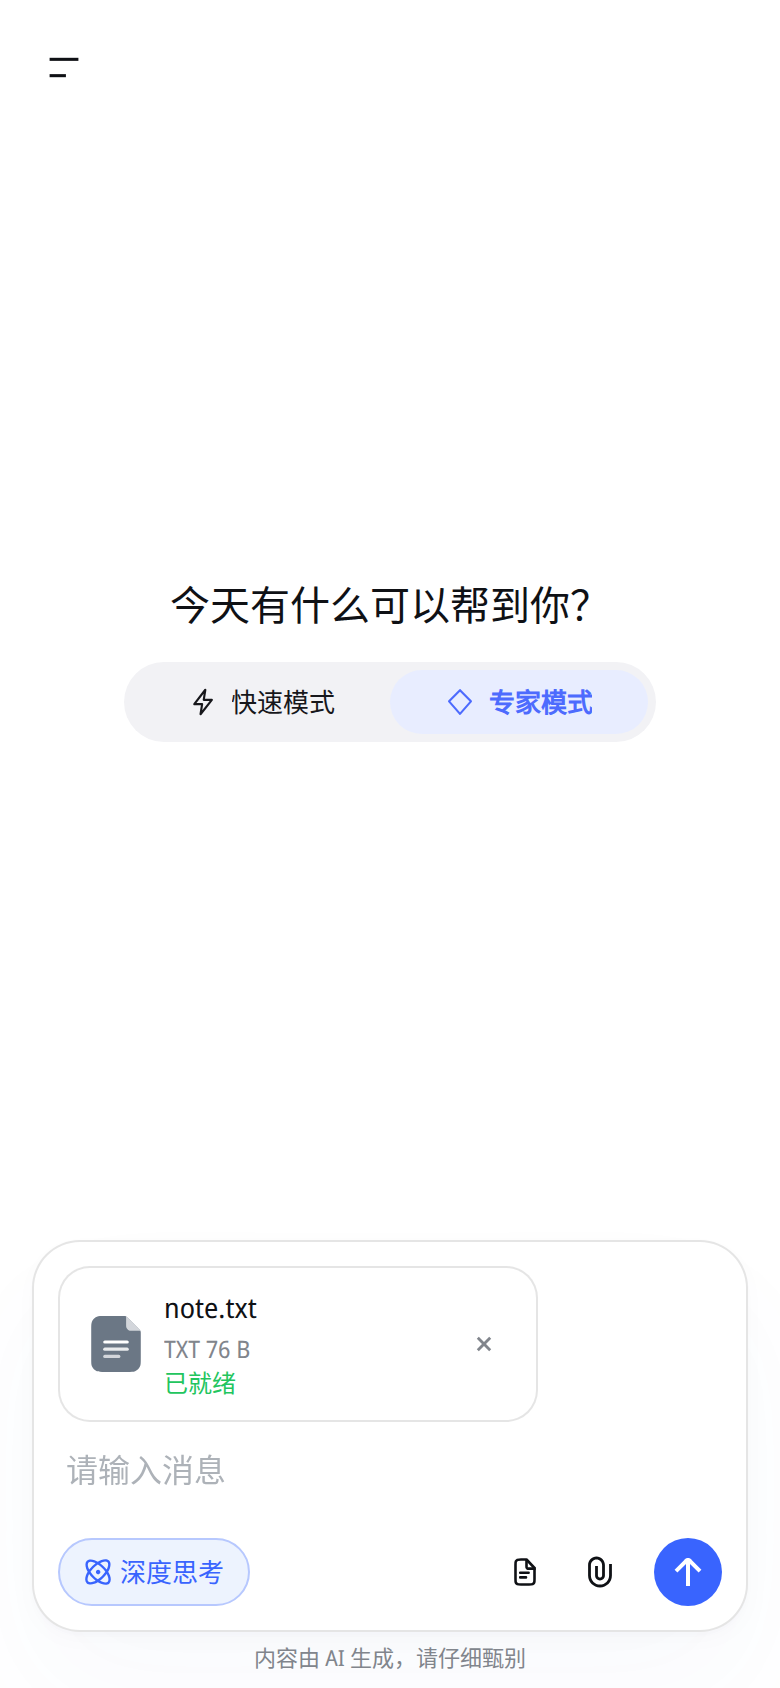 今天有什么可以帮到你？
快速模式
专家模式
note.txt
TXT 76 B
已就绪
请输入消息
深度思考
内容由 AI 生成，请仔细甄别